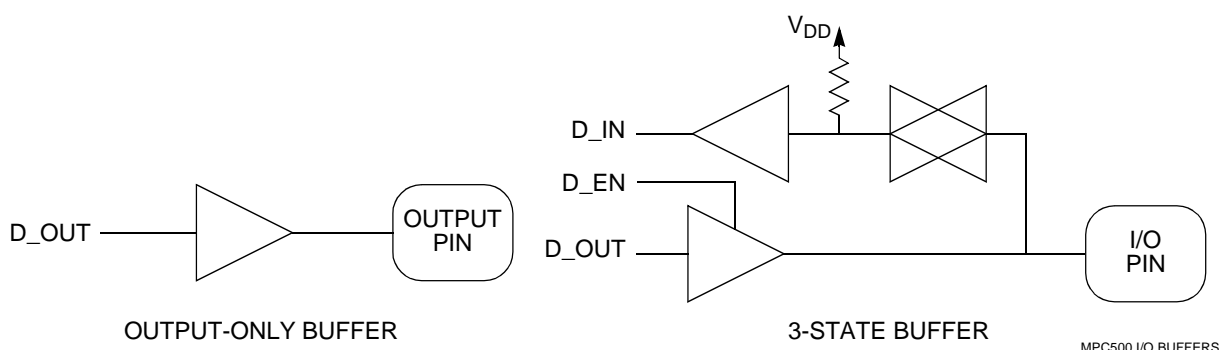 D_OUT
OUTPUT
PIN
OUTPUT-ONLY BUFFER
VDD
D_IN
D_EN
D_OUT
I/O
PIN
3-STATE BUFFER
MPC500 I/O BUFFERS